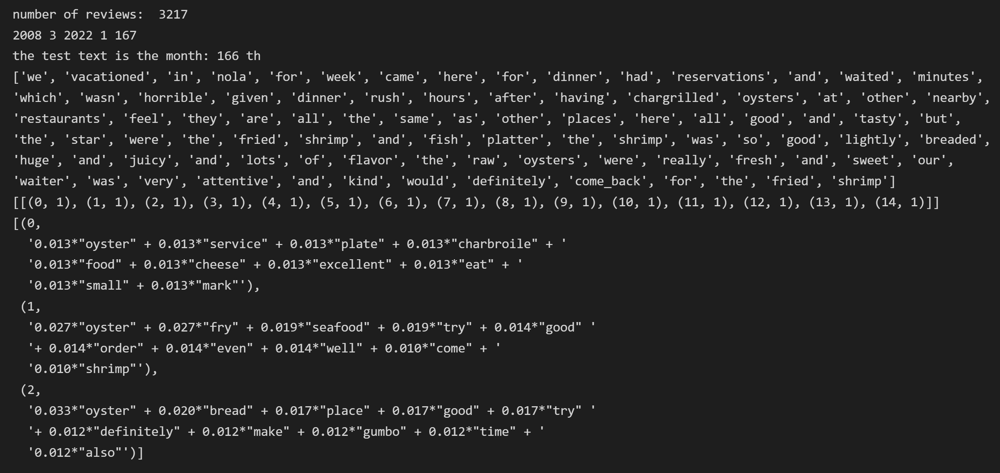 number of reviews:  3217
2008 3 2022 1 167
the test text is the month: 166 th
['we', 'vacationed', 'in', 'nola', 'for', 'week', 'came', 'here', 'for', 'dinner', 'had', 'reservations', 'and', 'waited', 'minutes',
'which', 'wasn', 'horrible', 'given', 'dinner', 'rush', 'hours', 'after', 'having', 'chargrilled', 'oysters', 'at', 'other', 'nearby',
'restaurants', 'feel', 'they', 'are', 'all', 'the', 'same', 'as', 'other', 'places', 'here', 'all', 'good', 'and', 'tasty', 'but',
'the', 'star', 'were', 'the', 'fried', 'shrimp', 'and', 'fish', 'platter', 'the', 'shrimp', 'was', 'so', 'good', 'lightly', 'breaded',
'huge', 'and', 'juicy', 'and', 'lots', 'of', 'flavor', 'the', 'raw', 'oysters', 'were', 'really', 'fresh', 'and', 'sweet', 'our',
'waiter', 'was', 'very', 'attentive', 'and', 'kind', 'would', 'definitely', 'come_back', 'for', 'the', 'fried', 'shrimp']
[[(0, 1), (1, 1), (2, 1), (3, 1), (4, 1), (5, 1), (6, 1), (7, 1), (8, 1), (9, 1), (10, 1), (11, 1), (12, 1), (13, 1), (14, 1)]]
[(0,
  '0.013*"oyster" + 0.013*"service" + 0.013*"plate" + 0.013*"charbroile" + '
  '0.013*"food" + 0.013*"cheese" + 0.013*"excellent" + 0.013*"eat" + '
  '0.013*"small" + 0.013*"mark"'),
 (1,
  '0.027*"oyster" + 0.027*"fry" + 0.019*"seafood" + 0.019*"try" + 0.014*"good" '
  '+ 0.014*"order" + 0.014*"even" + 0.014*"well" + 0.010*"come" + '
  '0.010*"shrimp"'),
 (2,
  '0.033*"oyster" + 0.020*"bread" + 0.017*"place" + 0.017*"good" + 0.017*"try" '
  '+ 0.012*"definitely" + 0.012*"make" + 0.012*"gumbo" + 0.012*"time" + '
  '0.012*"also"')]